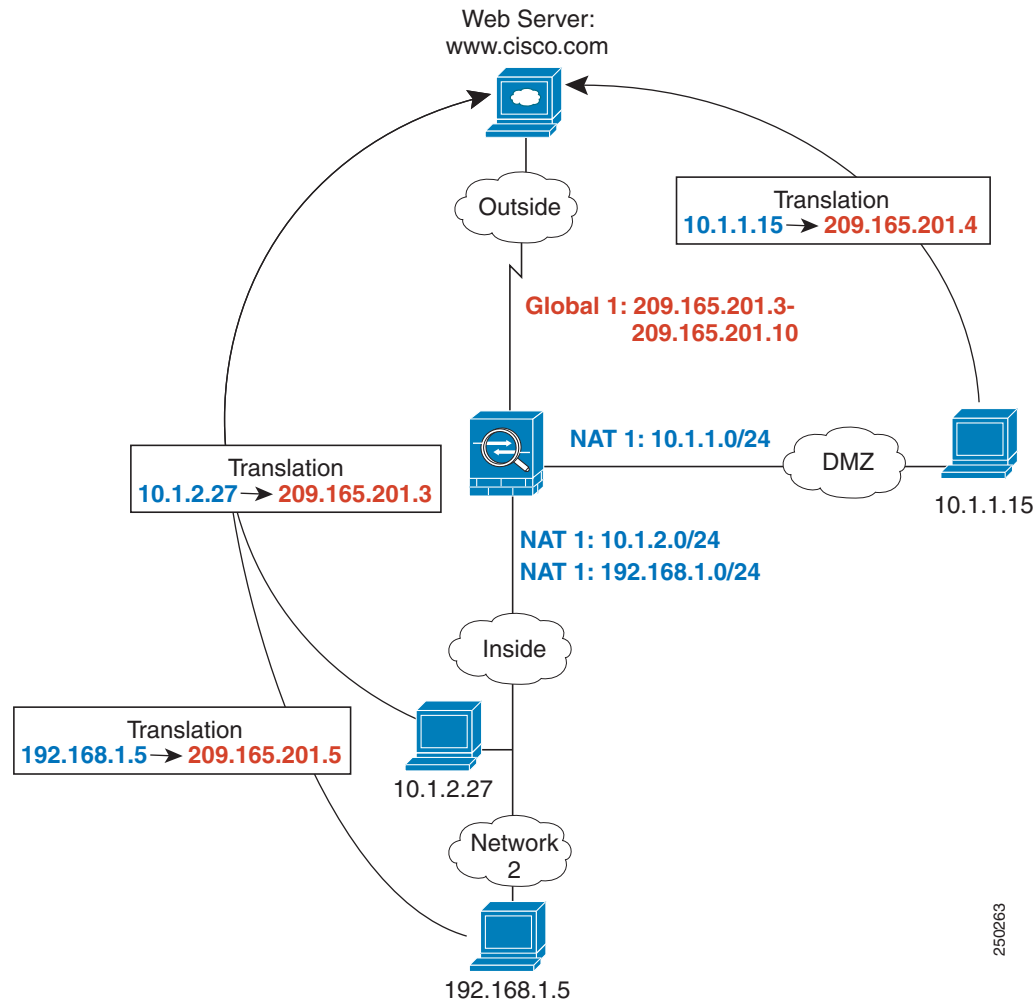 Web Server:
www.cisco.com
Outside
Translation
10.1.1.15 → 209.165.201.4
Global 1: 209.165.201.3-
209.165.201.10
NAT 1: 10.1.1.0/24
DMZ
10.1.1.15
Translation
10.1.2.27 → 209.165.201.3
NAT 1: 10.1.2.0/24
NAT 1: 192.168.1.0/24
Inside
Translation
192.168.1.5 → 209.165.201.5
10.1.2.27
Network
2
192.168.1.5
250263